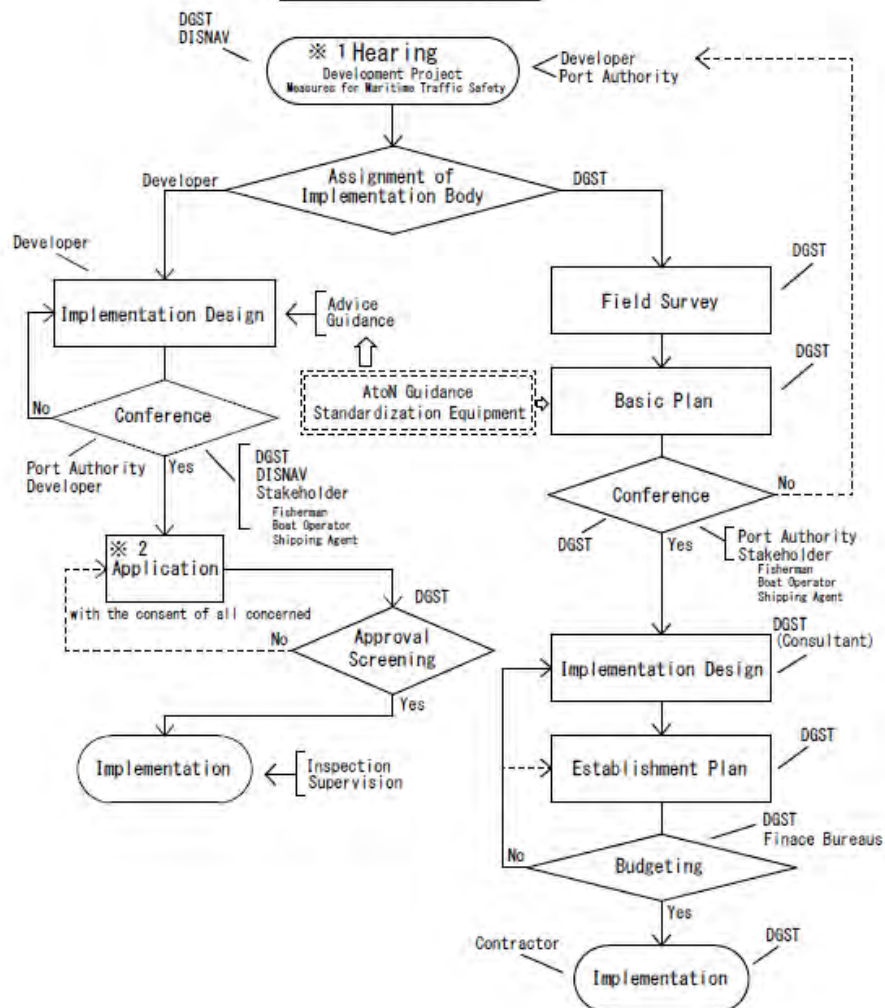 DGST
DISNAV
※ 1 Hearing
Development Project
Measures for Maritime Traffic Safety
Developer
Port Authority
Assignment of
Implementation Body
Developer
DGST
Developer
Implementation Design
Advice
Guidance
No
Conference
Port Authority
Developer
Yes
DGST
DISNAV
Stakeholder
Fisherman
Boat Operator
Shipping Agent
※ 2
Application
with the consent of all concerned
No
DGST
Approval
Screening
Yes
Implementation
Inspection
Supervision
AtoN Guidance
Standardization Equipment
DGST
Field Survey
DGST
Basic Plan
No
Conference
DGST
Yes
Port Authority
Stakeholder
Fisherman
Boat Operator
Shipping Agent
DGST
(Consultant)
Implementation Design
DGST
Establishment Plan
DGST
Finace Bureaus
No
Budgeting
Yes
Contractor
DGST
Implementation